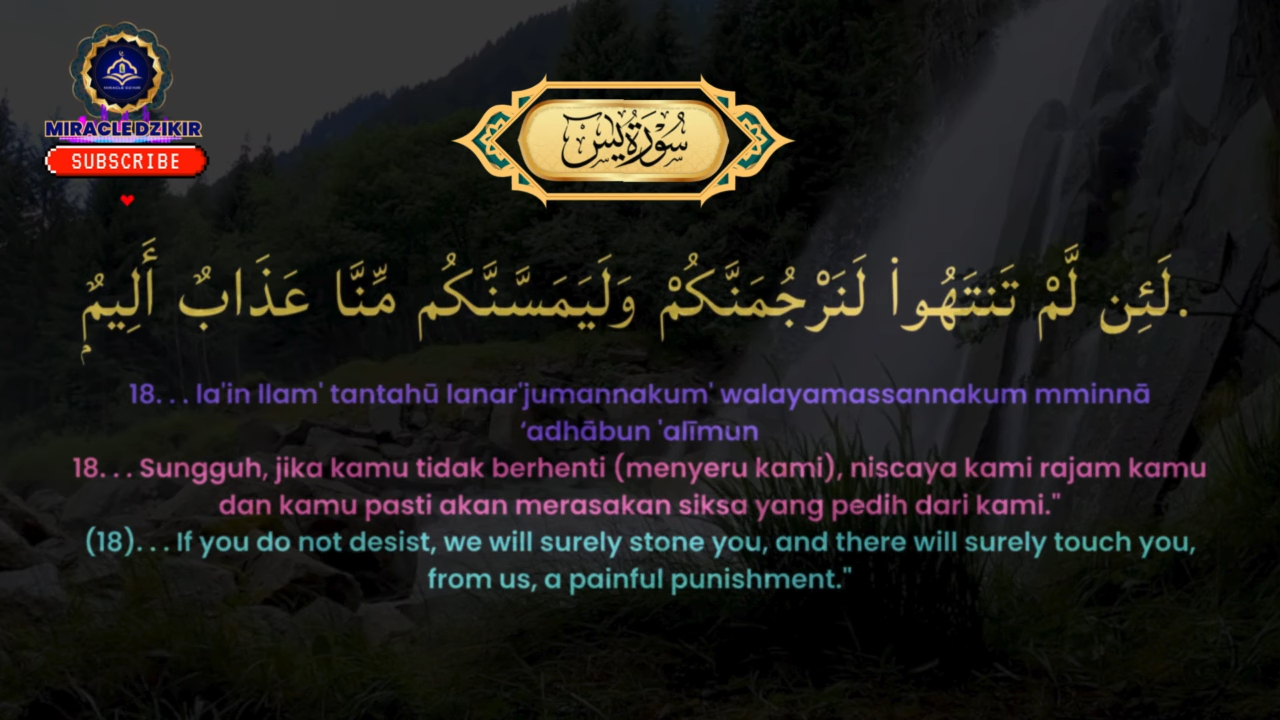 MIRACLE DZIKIR
MIRACLEDZIKIR
SUBSCRIBE
سُوْرَةُ يٰسٓ
.لَئِن لَّمْ تَنتَهُوا۟ لَنَرْجُمَنَّكُمْ وَلَيَمَسَّنَّكُم مِّنَّا عَذَابٌ أَلِيمٌۭ
18. . . la'in llam' tantahū lanar'jumannakum' walayamassannakum mminnā
‘adhābun 'alīmun
18. . . Sungguh, jika kamu tidak berhenti (menyeru kami), niscaya kami rajam kamu
dan kamu pasti akan merasakan siksa yang pedih dari kami."
(18). . . If you do not desist, we will surely stone you, and there will surely touch you,
from us, a painful punishment."